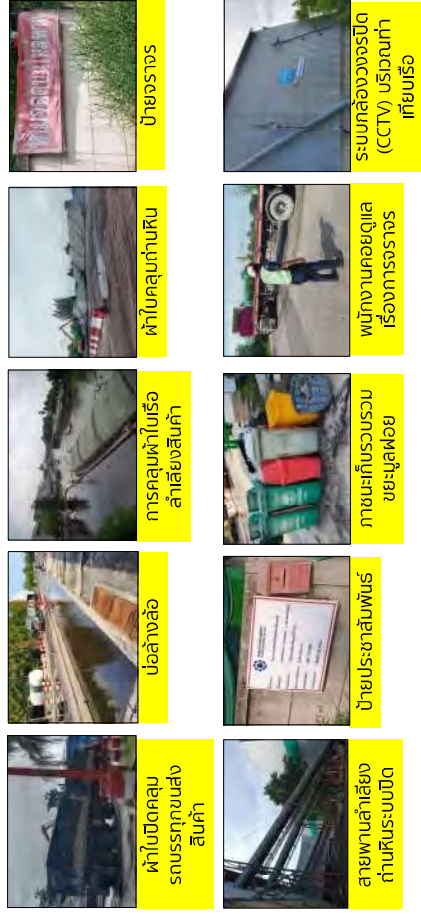 ผ้าใบปิดคลุม
รถบรรทุกขนส่ง
สินค้า
บ่อล้างล้อ
การคลุมผ้าใบเรือ
ลำเลียงสินค้า
ผ้าใบคลุมถ่านหิน
ป้ายจราจร
สายพานลำเลียง
ถ่านหินระบบปิด
ป้ายประชาสัมพันธ์
ภาชนะเก็บรวบรวม
ขยะมูลฝอย
พนักงานคอยดูแล
เรื่องการจราจร
ระบบกล้องวงจรปิด
(CCTV) บริเวณท่า
เทียบเรือ